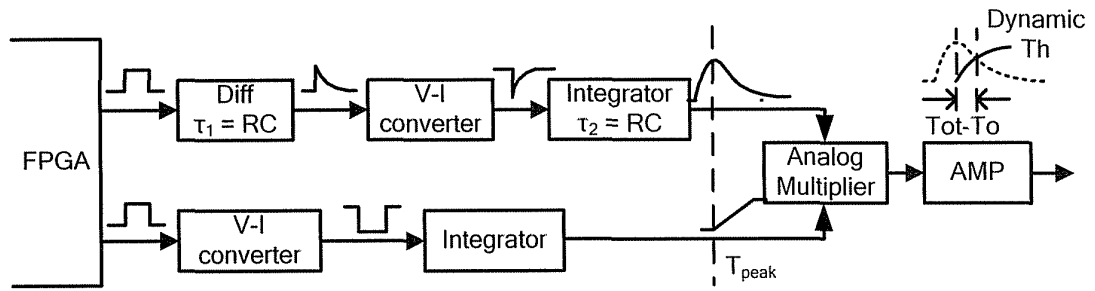 FPGA
Diff
τ1 = RC
V-I
converter
Integrator
τ2 = RC
Dynamic
Th
Tot-To
Analog
Multiplier
AMP
V-I
converter
Integrator
Tpeak